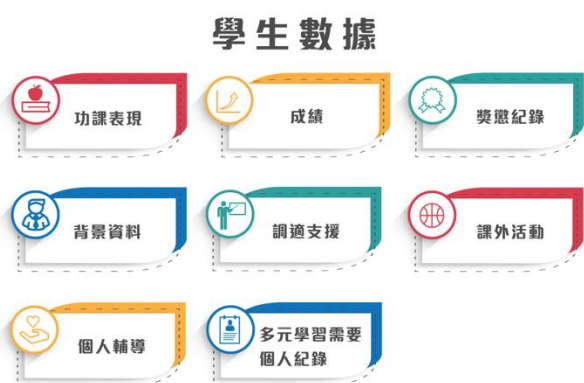 學生數據
功課表現
成績
獎懲紀錄
背景資料
調適支援
課外活動
個人輔導
多元學習需要
個人紀錄